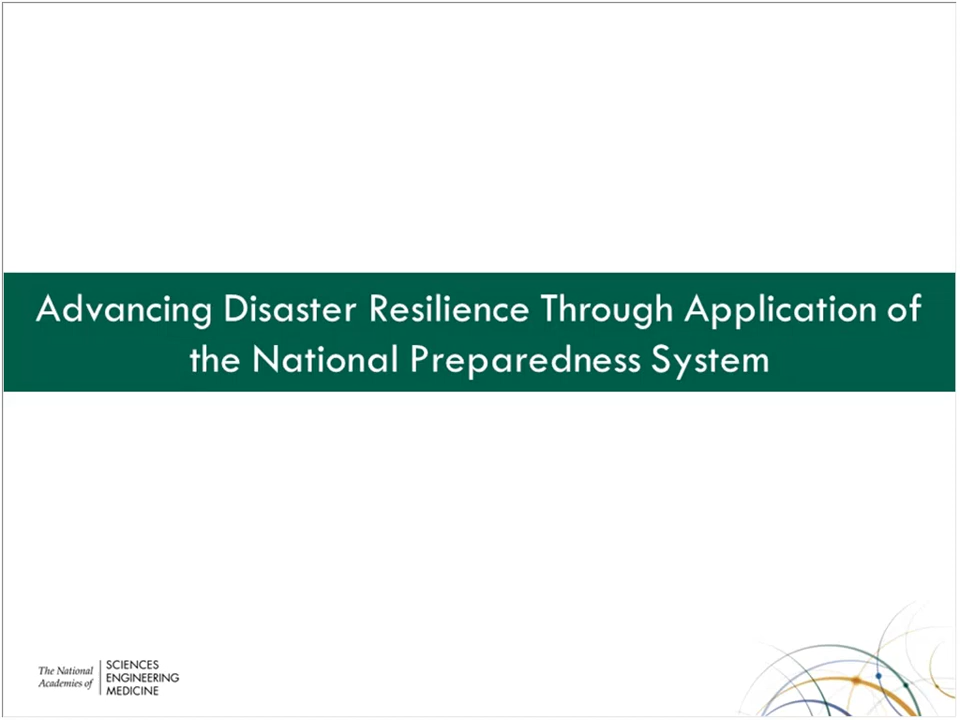 Advancing Disaster Resilience Through Application of
the National Preparedness System
The National
Academies of
SCIENCES
ENGINEERING
MEDICINE